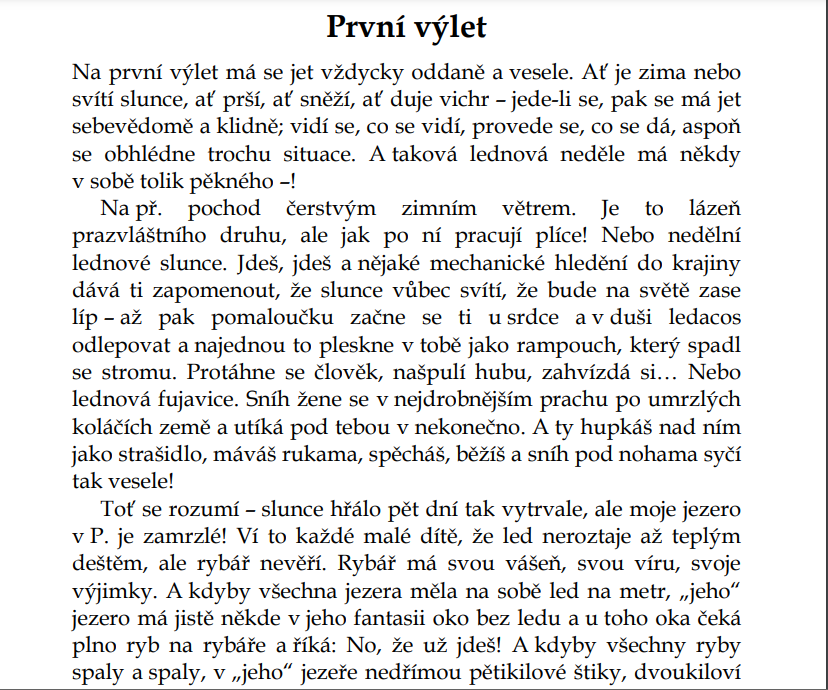 První výlet
Na první výlet má se jet vždycky oddaně a vesele. Ať je zima nebo
svítí slunce, ať prší, ať sněží, ať duje vichr – jede-li se, pak se má jet
sebevědomě a klidně; vidí se, co se vidí, provede se, co se dá, aspoň
se obhlédne trochu situace. A taková lednová neděle má někdy
v sobě tolik pěkného –!
Na př. pochod čerstvým zimním větrem. Je to lázeň
prazvláštního druhu, ale jak po ní pracují plíce! Nebo nedělní
lednové slunce. Jdeš, jdeš a nějaké mechanické hledění do krajiny
dává ti zapomenout, že slunce vůbec svítí, že bude na světě zase
líp – až pak pomaloučku začne se ti u srdce a v duši ledacos
odlepovat a najednou to pleskne v tobě jako rampouch, který spadl
se stromu. Protáhne se člověk, našpulí hubu, zahvízdá si… Nebo
lednová fujavice. Sníh žene se v nejdrobnějším prachu po umrzlých
koláčích země a utíká pod tebou v nekonečno. A ty hupkáš nad ním
jako strašidlo, máváš rukama, spěcháš, běžíš a sníh pod nohama syčí
tak vesele!
Toť se rozumí – slunce hřálo pět dní tak vytrvale, ale moje jezero
v P. je zamrzlé! Ví to každé malé dítě, že led neroztaje až teplým
deštěm, ale rybář nevěří. Rybář má svou vášeň, svou víru, svoje
výjimky. A kdyby všechna jezera měla na sobě led na metr, „jeho“
jezero má jistě někde v jeho fantasii oko bez ledu a u toho oka čeká
plno ryb na rybáře a říká: No, že už jdeš! A kdyby všechny ryby
spaly a spaly, v „jeho“ jezeře nedřímou pětikilové štiky, dvoukiloví